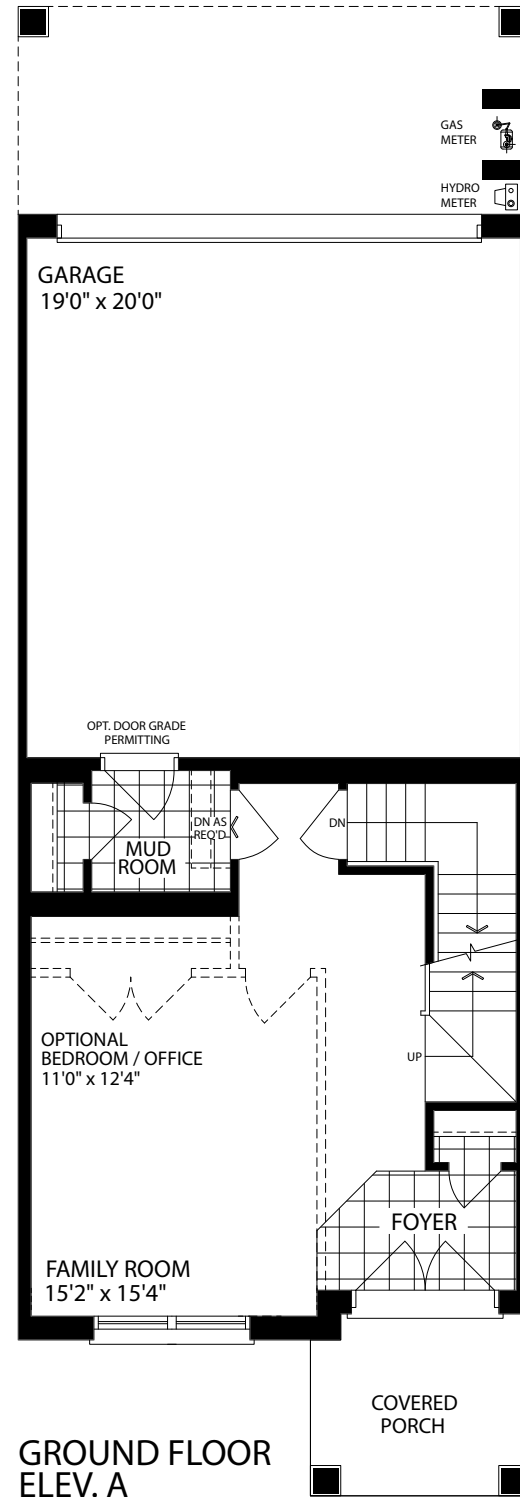 GAS
METER
HYDRO
METER
GARAGE
19'0" x 20'0"
OPT. DOOR GRADE
PERMITTING
MUD
ROOM
DN AS
REQ'D
DN
OPTIONAL
BEDROOM / OFFICE
11'0" x 12'4"
UP
FOYER
FAMILY ROOM
15'2" x 15'4"
COVERED
PORCH
GROUND FLOOR
ELEV. A